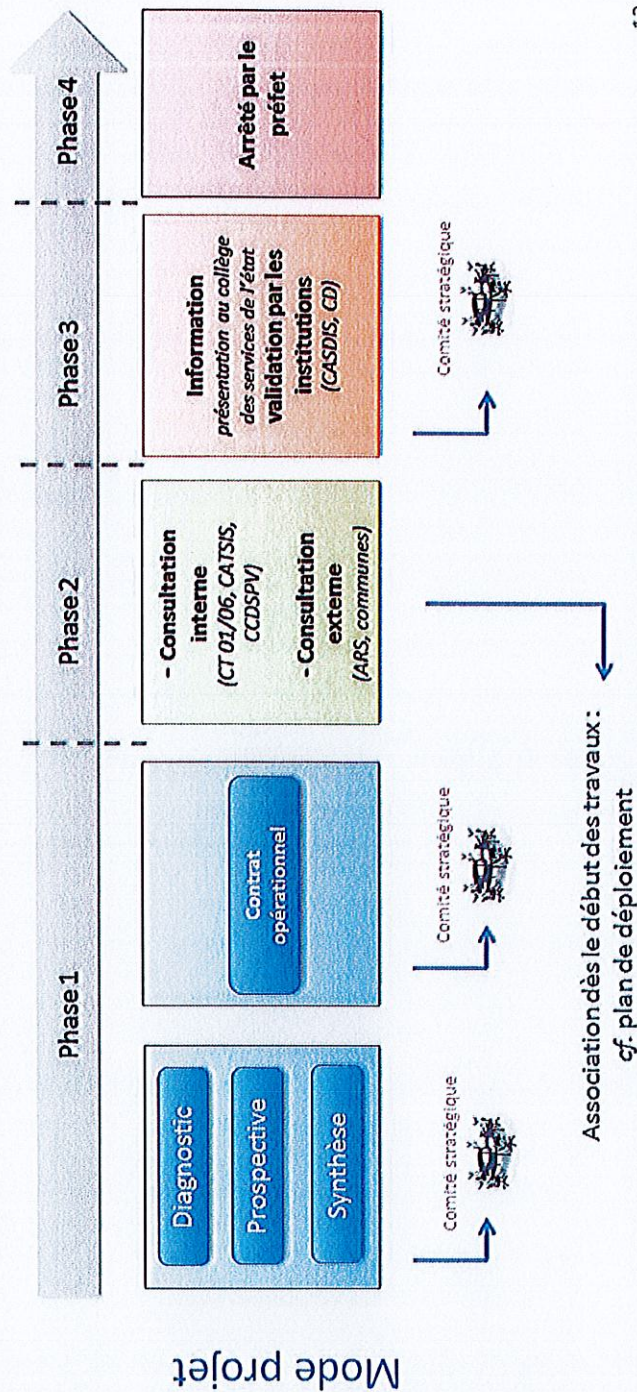 Mode projet
Phase 1
Phase 2
Phase 3
Phase 4
Diagnostic
Prospective
Synthèse
Contrat
opérationnel
- Consultation
interne
(CT 01/06, CATSIS,
CCDSPV)
- Consultation
externe
(ARS, communes)
Information
présentation au collège
des services de l'état
validation par les
institutions
(CASDIS, CD)
Arrêté par le
préfet
Comité stratégique
Comité stratégique
Comité stratégique
Association dès le début des travaux :
cf. plan de déploiement